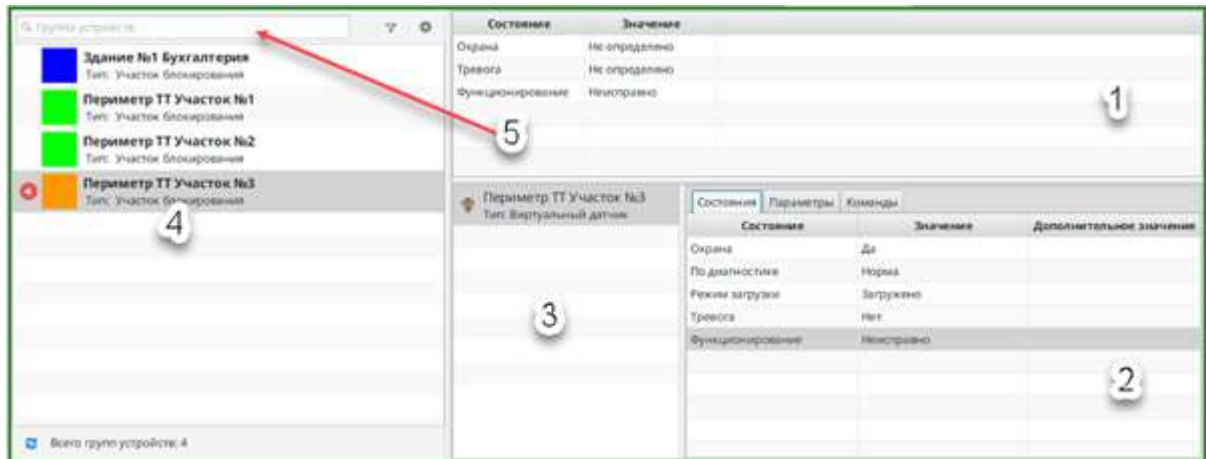 Группа устройств
Здание №1 Бухгалтерия
Тип: Участок блокирования
Периметр ТТ Участок №1
Тип: Участок блокирования
Периметр ТТ Участок №2
Тип: Участок блокирования
Периметр ТТ Участок №3
Тип: Участок блокирования
4
Всего групп устройств: 4
Состояние Значение
Охрана Не определено
Тревога Не определено
Функционирование Неисправно
1
5
Периметр ТТ Участок №3
Тип: Виртуальный датчик
3
Состояния Параметры Команды
Состояние Значение Дополнительное значение
Охрана Да
По диагностике Норма
Режим загрузки Загружено
Тревога Нет
Функционирование Неисправно
2